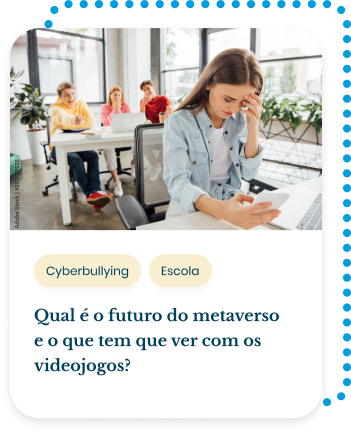 Cyberbullying
Escola
Qual é o futuro do metaverso
e o que tem que ver com os
videojogos?